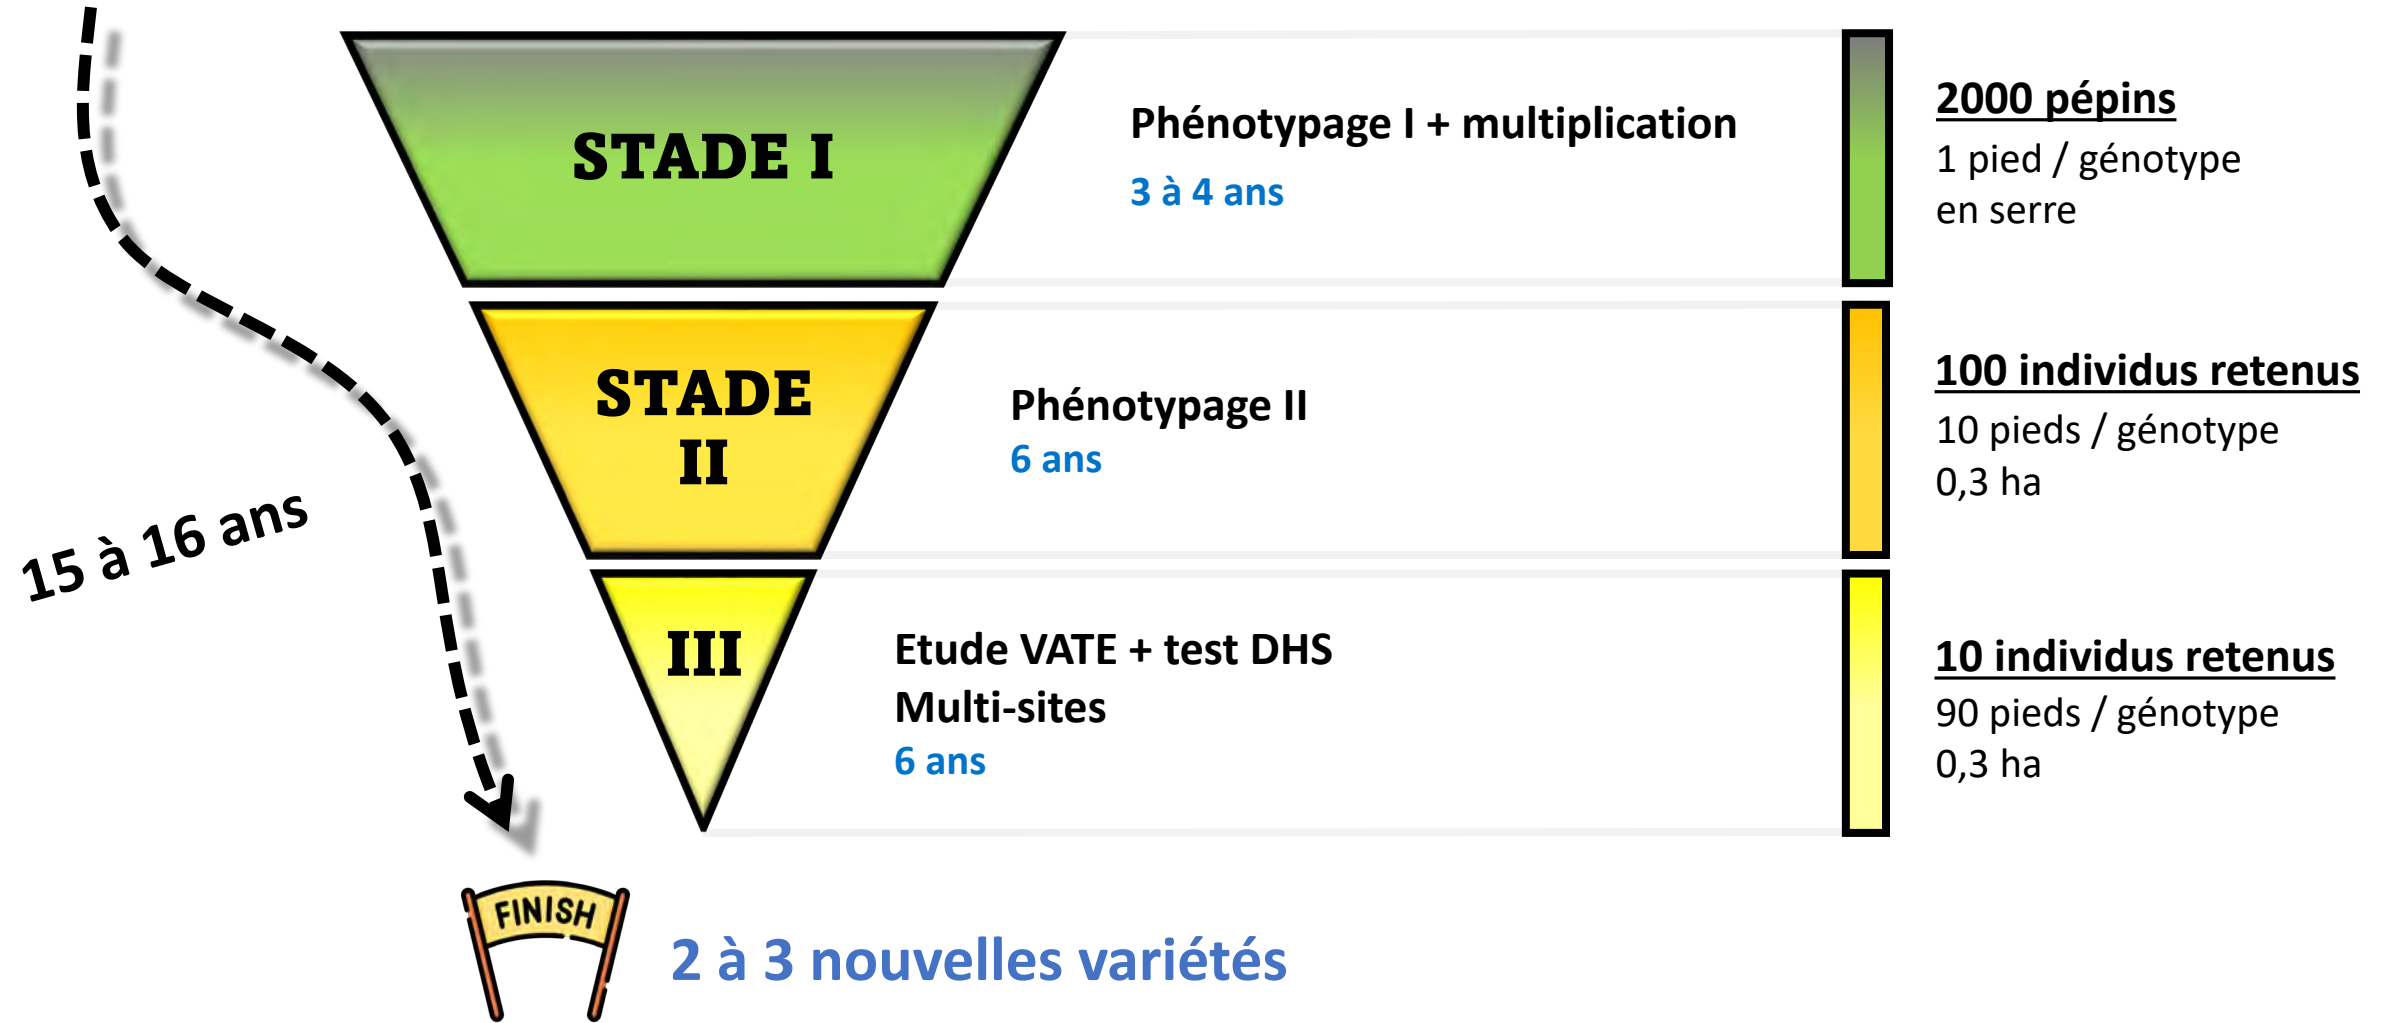 STADE I
Phénotypage I + multiplication
3 à 4 ans
2000 pépins
1 pied / génotype
en serre
STADE
II
Phénotypage II
6 ans
100 individus retenus
10 pieds / génotype
0,3 ha
15 à 16 ans
III
Etude VATE + test DHS
Multi-sites
6 ans
10 individus retenus
90 pieds / génotype
0,3 ha
FINISH
2 à 3 nouvelles variétés